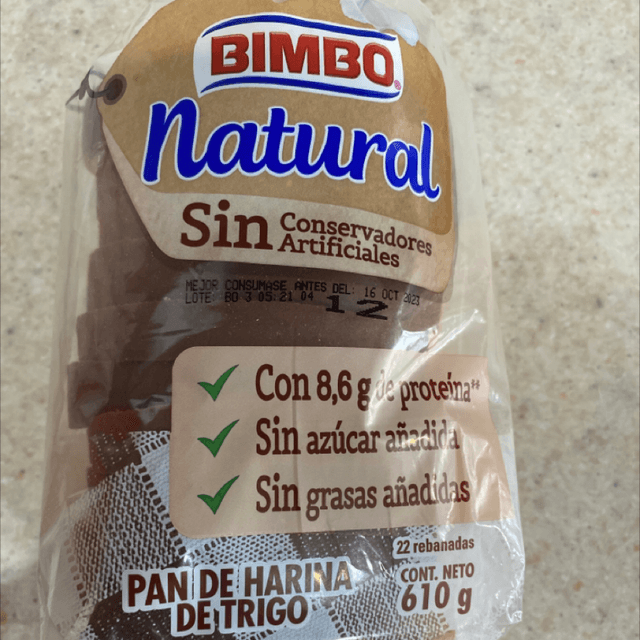 BIMBO
Natural
Sin Conservadores
Artificiales
MEJOR CONSUMASE ANTES DEL: 16 OCT 2023
LOTE: BO 3 05:21 04 12
Con 8,6 g de proteína**
Sin azúcar añadida
Sin grasas añadidas
22 rebanadas
PAN DE HARINA
DE TRIGO
CONT. NETO
610 g